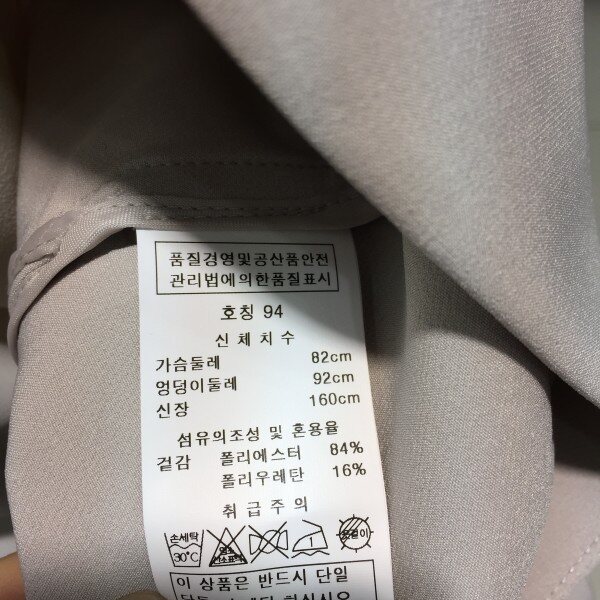 품질경영및공산품안전
관리법에의한품질표시
호칭 94
신체치수
가슴둘레 82cm
엉덩이둘레 92cm
신장 160cm
섬유의조성 및 혼용율
걸감 폴리에스터 84%
폴리우레탄 16%
취급주의
손세탁
30℃
옷걸이
이 상품은 반드시 단일